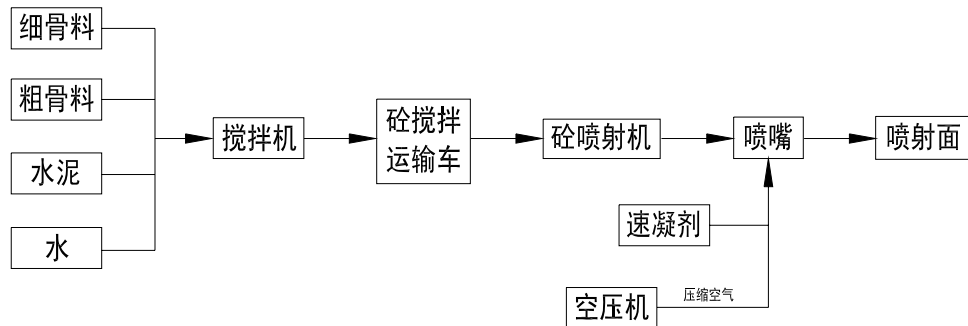 细骨料
粗骨料
水泥
水
搅拌机
砼搅拌
运输车
砼喷射机
喷嘴
喷射面
速凝剂
空压机
压缩空气